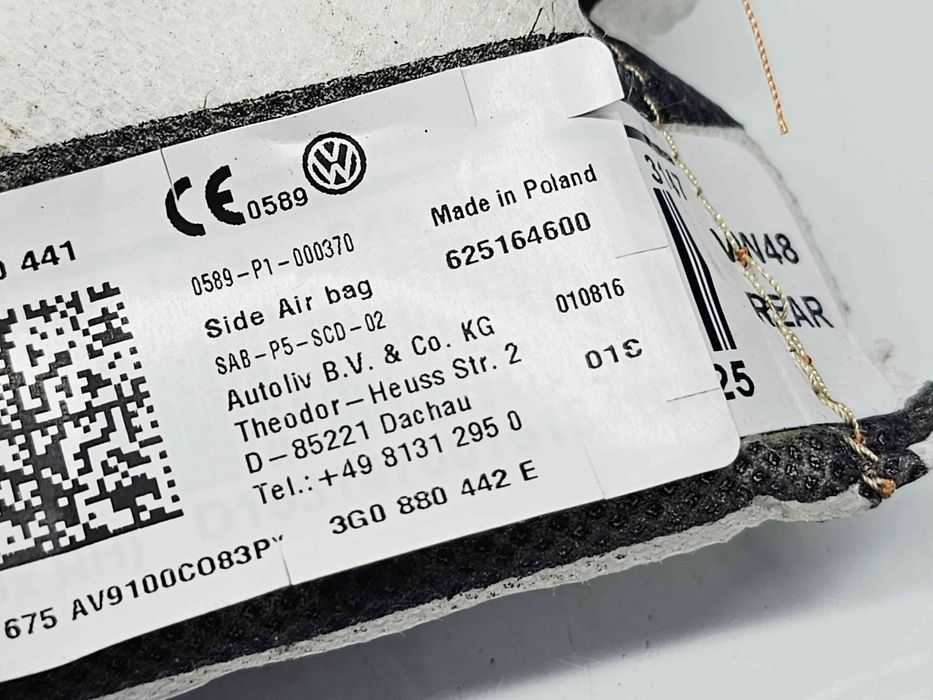 CE 0589
Made in Poland
625164600
441
0589-P1-000370
Side Air bag
SAB-P5-SCD-02
010816
Autoliv B.V. & Co. KG
Theodor-Heuss Str. 2
D-85221 Dachau
Tel.: +49 8131 295 0
3G0 880 442 E
675 AV9100C083P
VW48
REAR
25